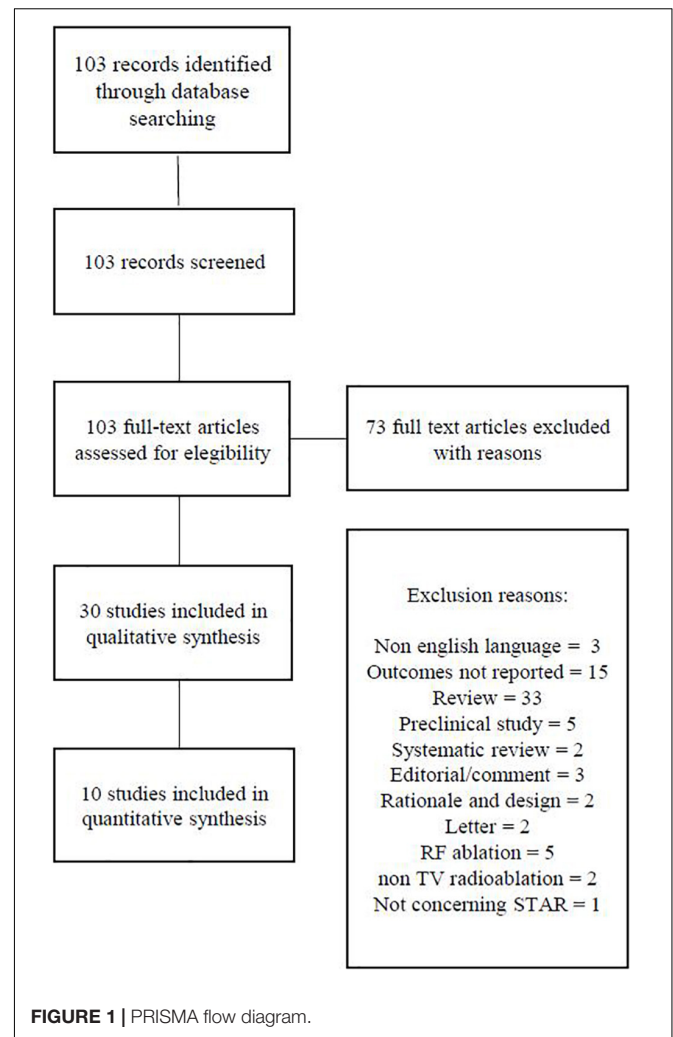 103 records identified
through database
searching
103 records screened
103 full-text articles
assessed for elegibility
73 full text articles excluded
with reasons
30 studies included in
qualitative synthesis
10 studies included in
quantitative synthesis
Exclusion reasons:
Non english language = 3
Outcomes not reported = 15
Review = 33
Preclinical study = 5
Systematic review = 2
Editorial/comment = 3
Rationale and design = 2
Letter = 2
RF ablation = 5
non TV radioablation = 2
Not concerning STAR = 1
FIGURE 1 | PRISMA flow diagram.